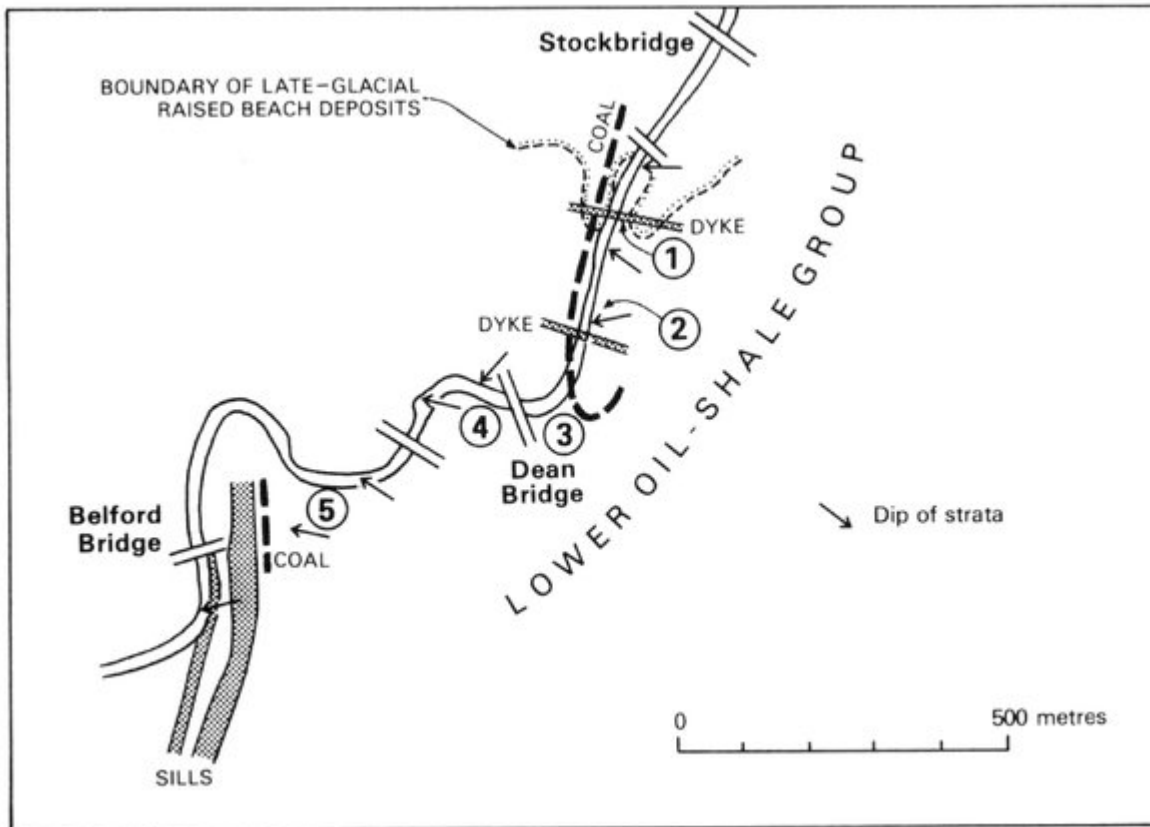 Stockbridge
BOUNDARY OF LATE-GLACIAL
RAISED BEACH DEPOSITS
COAL
DYKE
1
2
DYKE
4
3
Dean
Bridge
5
Belford
Bridge
COAL
LOWER OIL-SHALE GROUP
Dip of strata
0
500 metres
SILLS